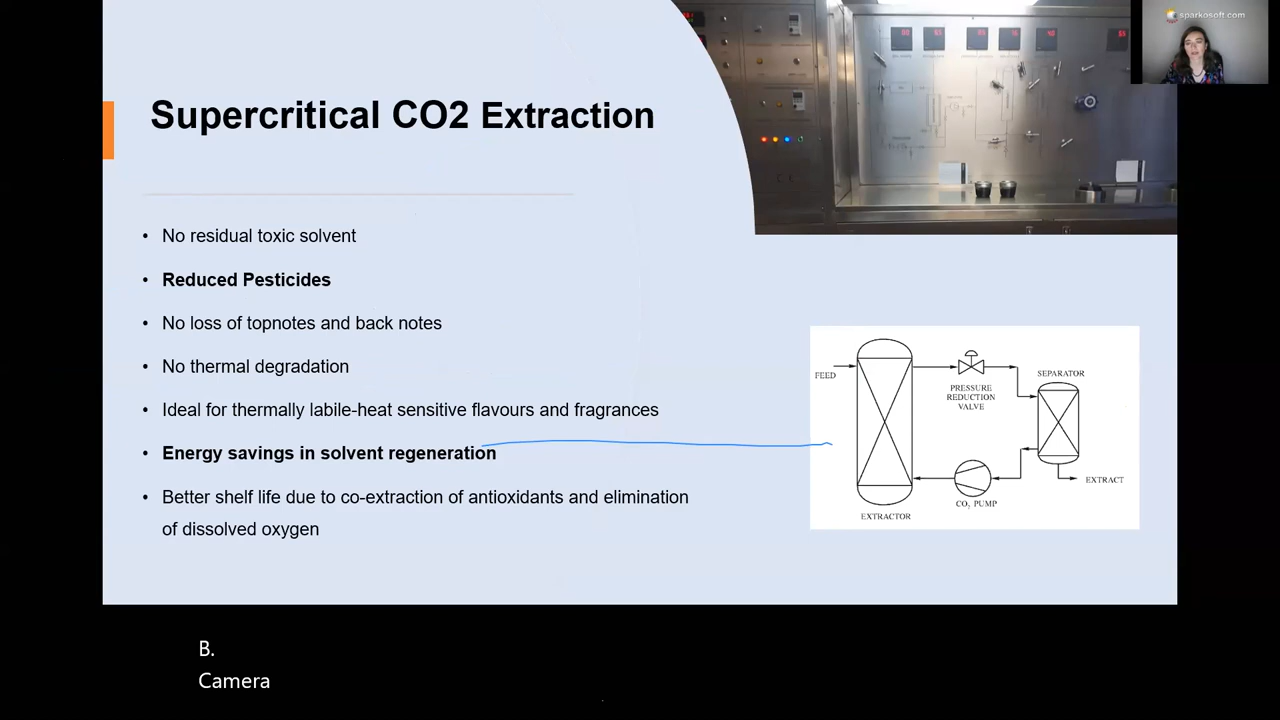 sparkosoft.com
Supercritical CO2 Extraction
• No residual toxic solvent
• Reduced Pesticides
• No loss of topnotes and back notes
• No thermal degradation
• Ideal for thermally labile-heat sensitive flavours and fragrances
• Energy savings in solvent regeneration
• Better shelf life due to co-extraction of antioxidants and elimination
of dissolved oxygen
FEED
PRESSURE
REDUCTION
VALVE
SEPARATOR
EXTRACT
CO2 PUMP
EXTRACTOR
B.
Camera